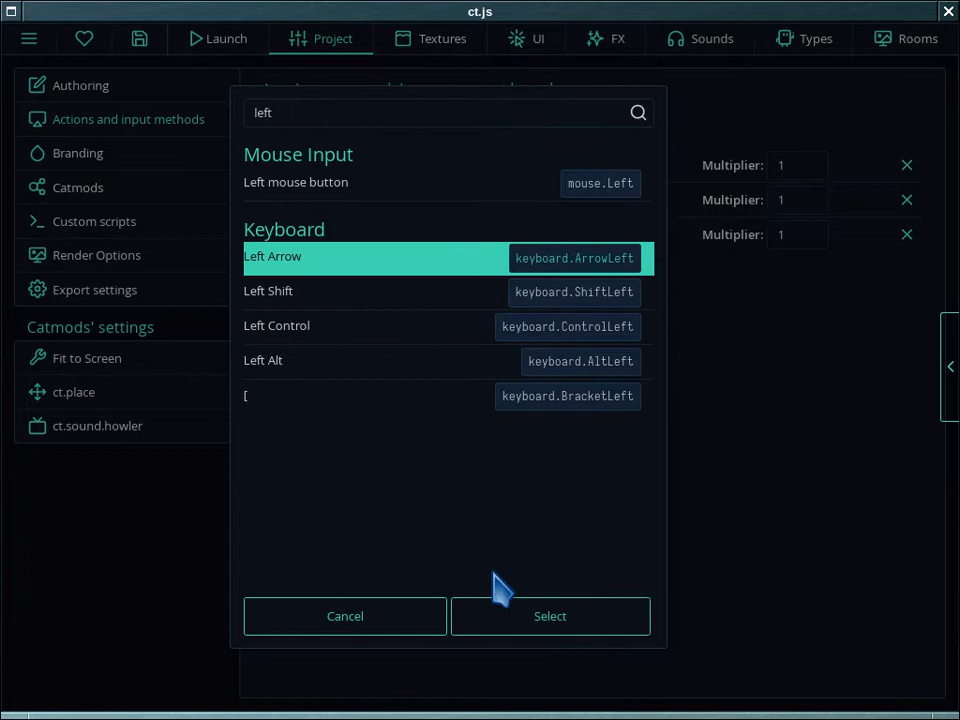 ct.js
Launch
Project
Textures
UI
FX
Sounds
Types
Rooms
Authoring
Actions and input methods
Branding
Catmods
Custom scripts
Render Options
Export settings
Catmods' settings
Fit to Screen
ct.place
ct.sound.howler
left
Mouse Input
Left mouse button mouse.Left
Keyboard
Left Arrow keyboard.ArrowLeft
Left Shift keyboard.ShiftLeft
Left Control keyboard.ControlLeft
Left Alt keyboard.AltLeft
[ keyboard.BracketLeft
Cancel
Select
Multiplier: 1
Multiplier: 1
Multiplier: 1